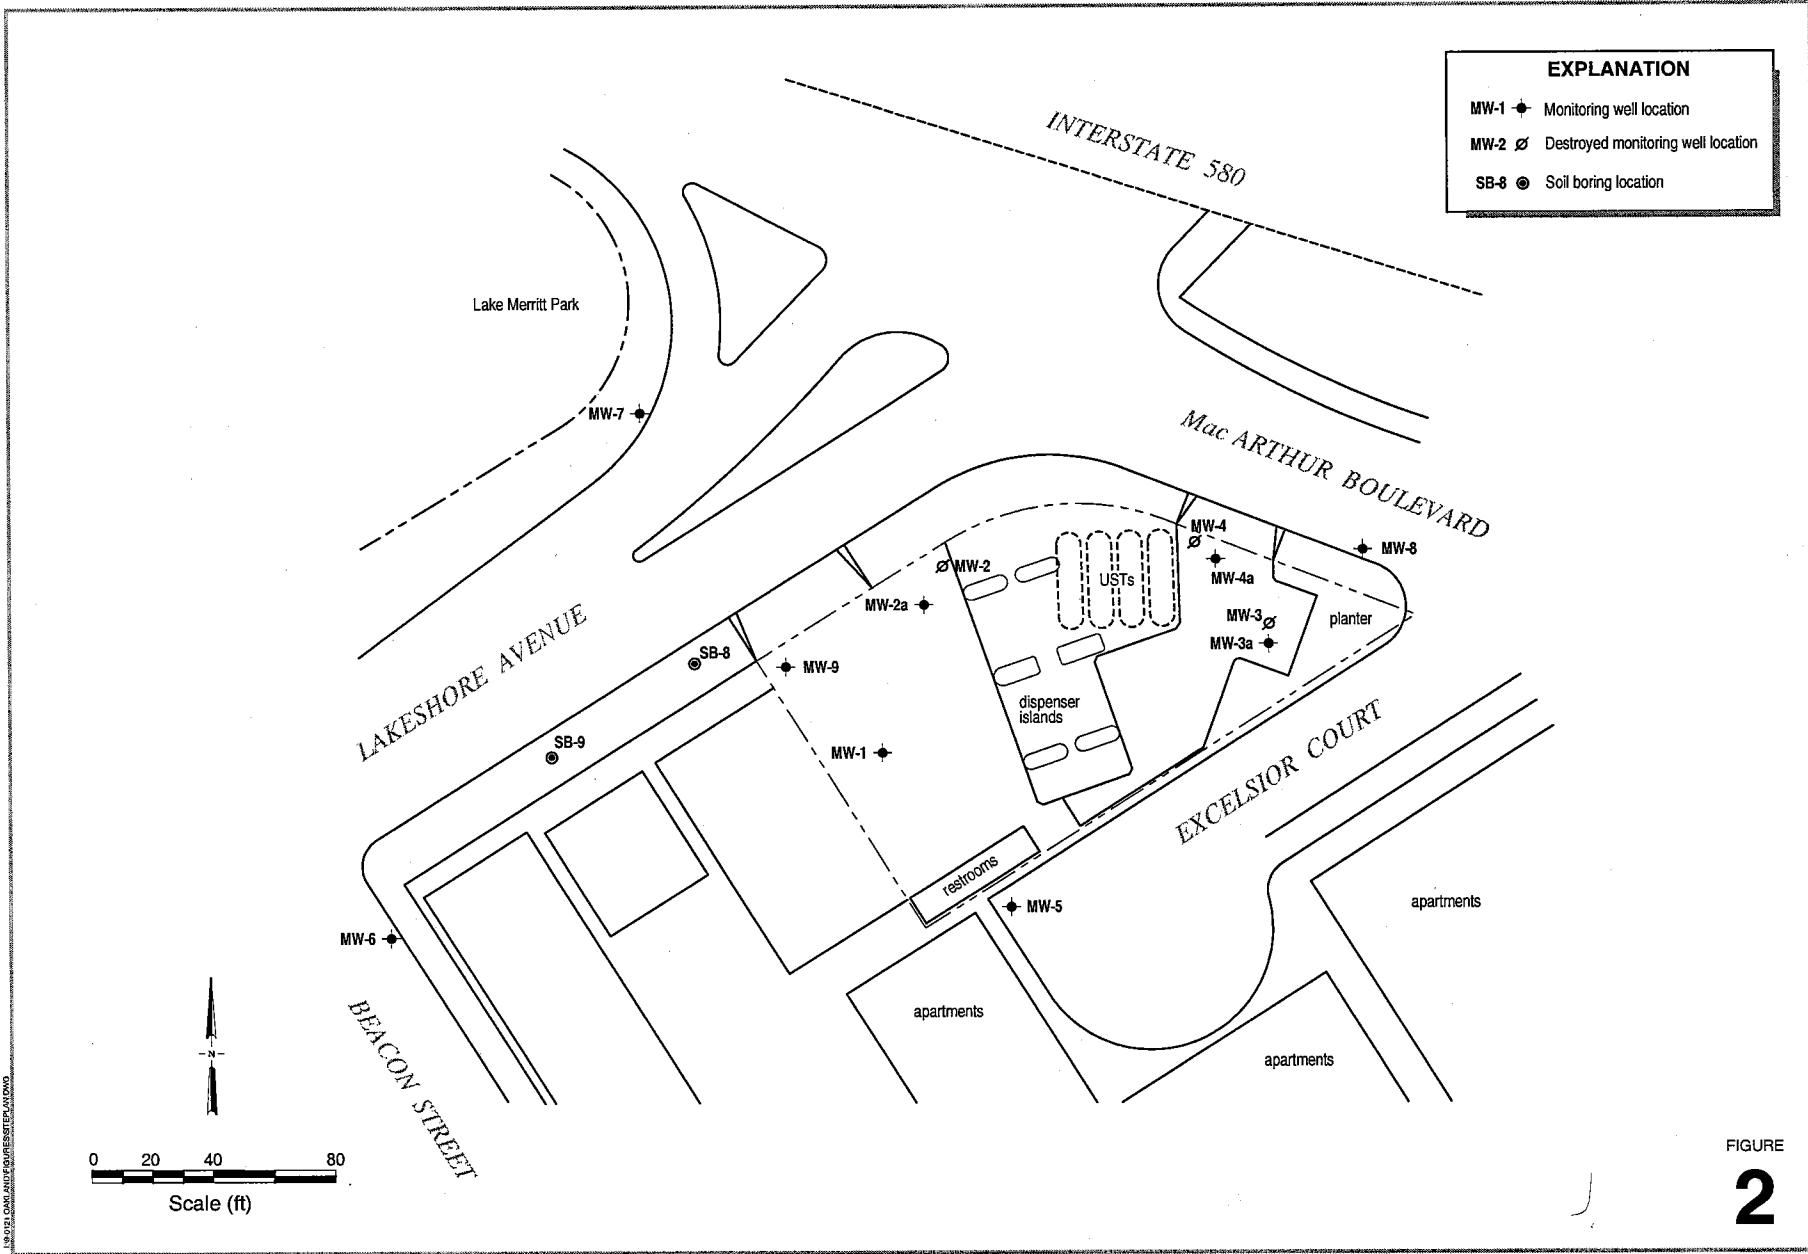 EXPLANATION
MW-1 Monitoring well location
MW-2 Destroyed monitoring well location
SB-8 Soil boring location
INTERSTATE 580
Lake Merritt Park
MW-7
Mac ARTHUR BOULEVARD
MW-4
MW-8
MW-2
USTs
MW-4a
MW-2a
MW-3
planter
MW-3a
SB-8
MW-9
LAKESHORE AVENUE
dispenser
islands
SB-9
MW-1
EXCELSIOR COURT
restrooms
MW-5
apartments
MW-6
apartments
apartments
N
BEACON STREET
0 20 40 80
Scale (ft)
FIGURE
2